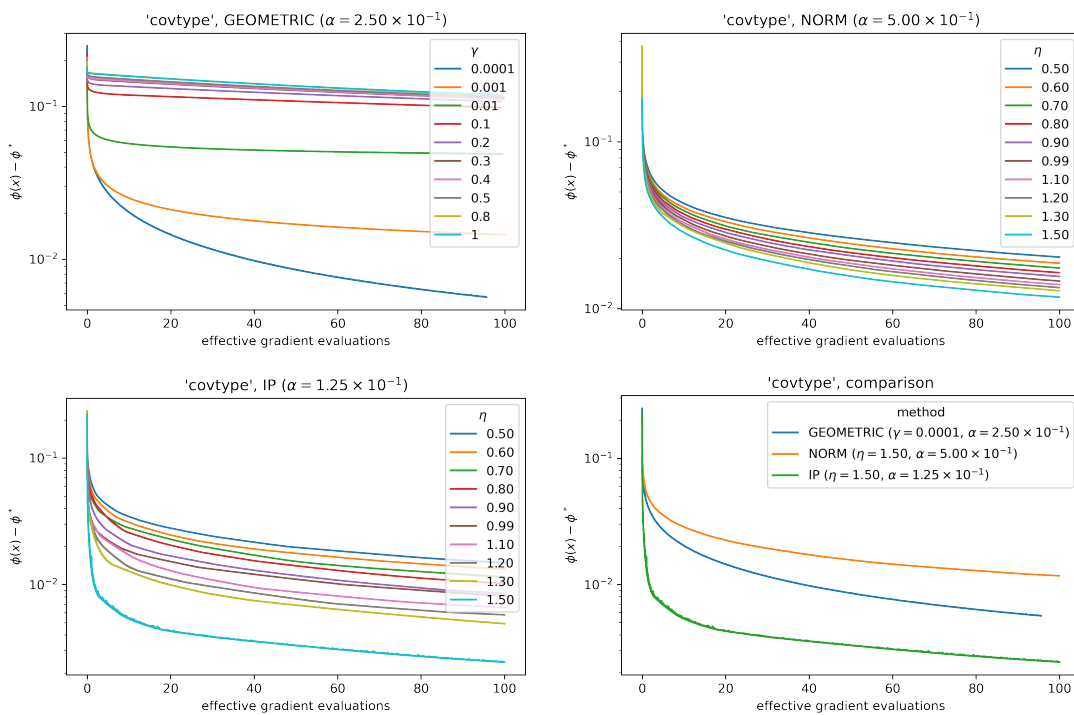 'covtype', GEOMETRIC (α = 2.50 × 10⁻¹)
γ
0.0001
0.001
0.01
0.1
0.2
0.3
0.4
0.5
0.8
1
10⁻¹
10⁻²
ϕ(x) − ϕ*
0 20 40 60 80 100
effective gradient evaluations
'covtype', NORM (α = 5.00 × 10⁻¹)
η
0.50
0.60
0.70
0.80
0.90
0.99
1.10
1.20
1.30
1.50
10⁻¹
10⁻²
ϕ(x) − ϕ*
0 20 40 60 80 100
effective gradient evaluations
'covtype', IP (α = 1.25 × 10⁻¹)
η
0.50
0.60
0.70
0.80
0.90
0.99
1.10
1.20
1.30
1.50
10⁻¹
10⁻²
ϕ(x) − ϕ*
0 20 40 60 80 100
effective gradient evaluations
'covtype', comparison
method
GEOMETRIC (γ = 0.0001, α = 2.50 × 10⁻¹)
NORM (η = 1.50, α = 5.00 × 10⁻¹)
IP (η = 1.50, α = 1.25 × 10⁻¹)
10⁻¹
10⁻²
ϕ(x) − ϕ*
0 20 40 60 80 100
effective gradient evaluations